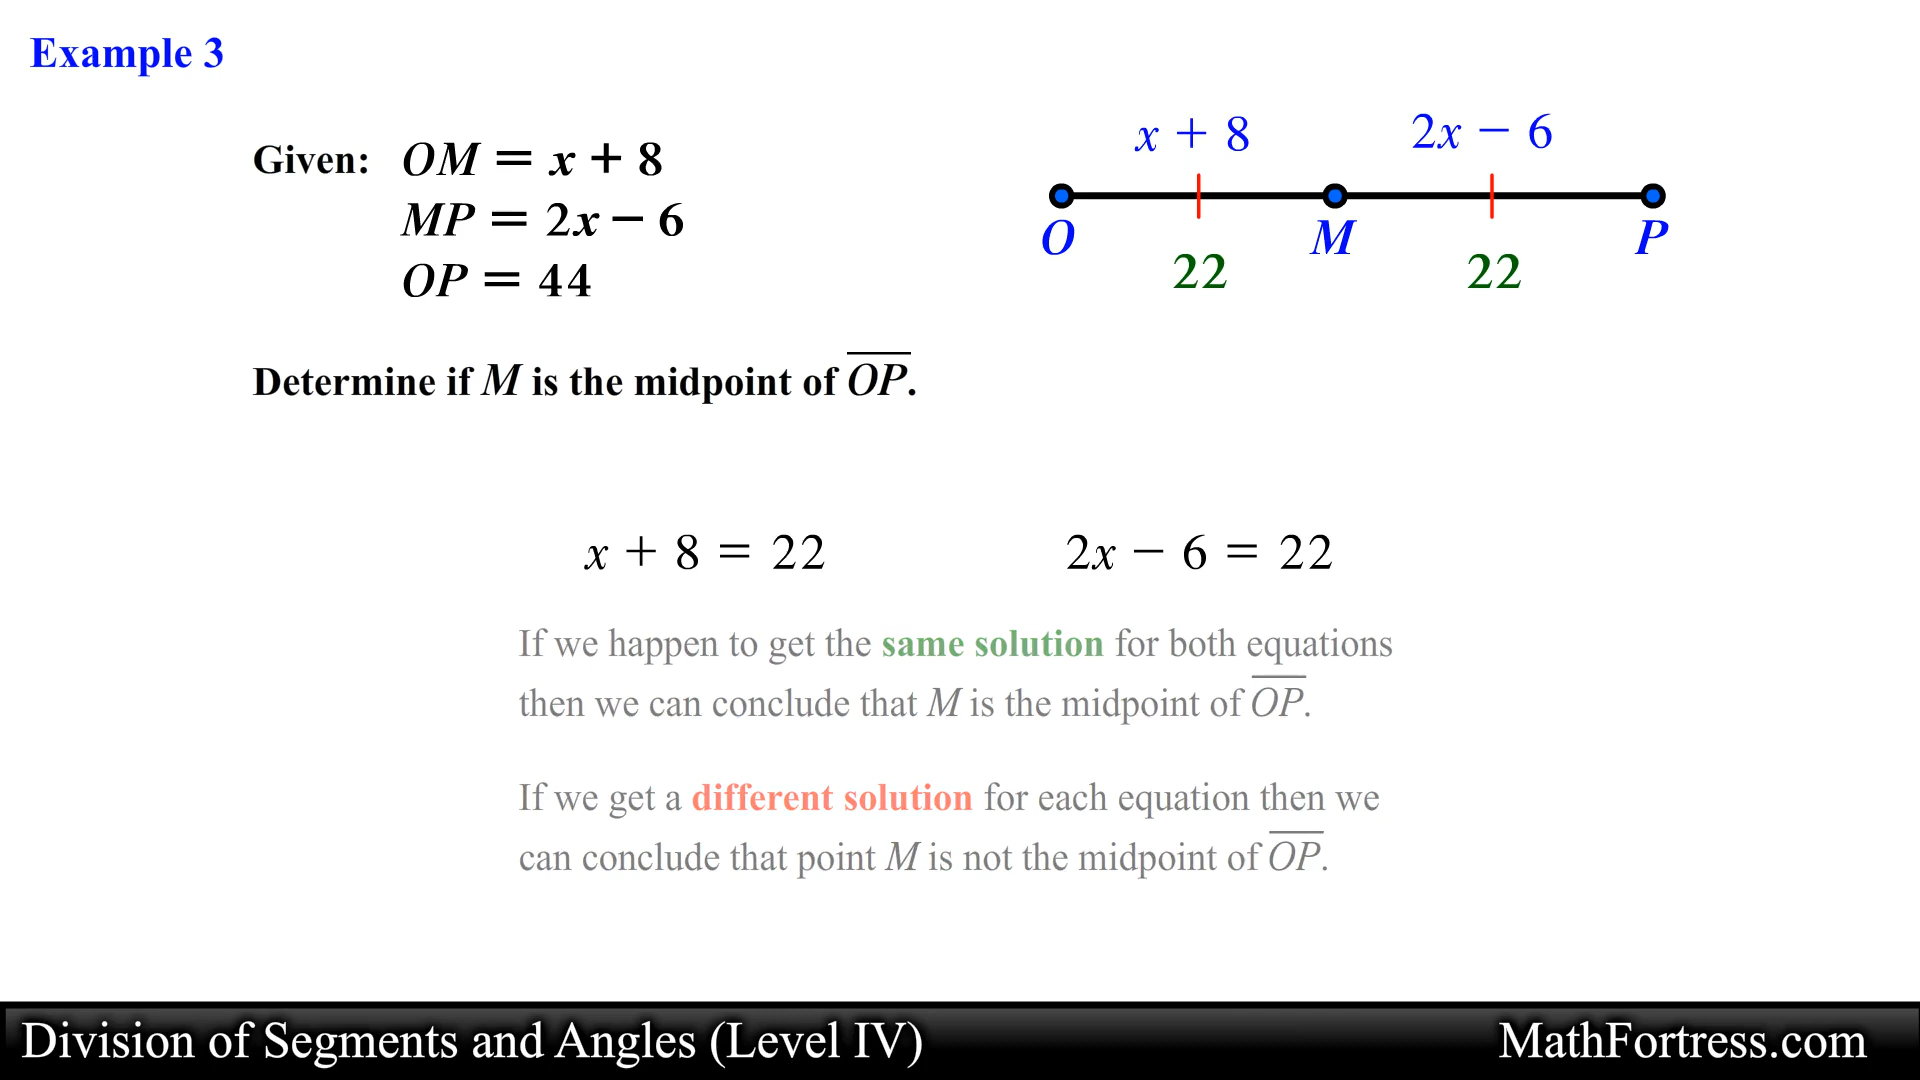 Example 3
Given: OM = x + 8
MP = 2x − 6
OP = 44
x + 8
2x − 6
O
M
P
22
22
Determine if M is the midpoint of O͞P͞.
x + 8 = 22
2x − 6 = 22
If we happen to get the same solution for both equations
then we can conclude that M is the midpoint of O͞P͞.
If we get a different solution for each equation then we
can conclude that point M is not the midpoint of O͞P͞.
Division of Segments and Angles (Level IV)
MathFortress.com